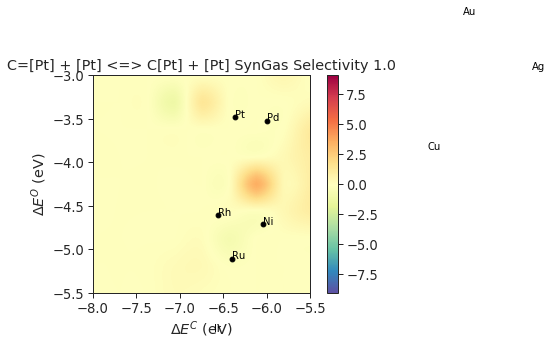 Au
Ag
C=[Pt] + [Pt] <=> C[Pt] + [Pt] SynGas Selectivity 1.0
−3.0
−3.5
−4.0
−4.5
−5.0
−5.5
ΔE^O (eV)
Pt
Pd
Cu
Rh
Ni
Ru
7.5
5.0
2.5
0.0
−2.5
−5.0
−7.5
−8.0 −7.5 −7.0 −6.5 −6.0 −5.5
ΔE^C (eV)
Ir